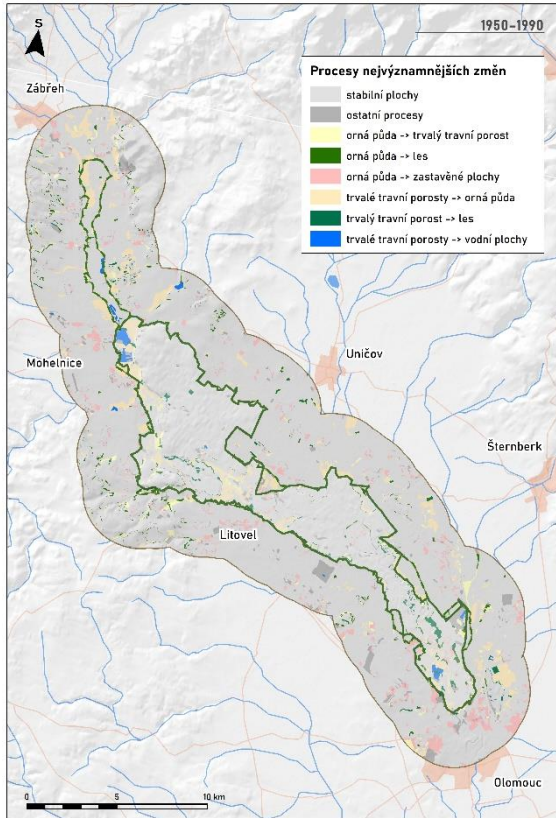 1950-1990
S
Procesy nejvýznamnějších změn
stabilní plochy
ostatní procesy
orná půda -> trvalý travní porost
orná půda -> les
orná půda -> zastavěné plochy
trvalé travní porosty -> orná půda
trvalý travní porost -> les
trvalé travní porosty -> vodní plochy
Zábřeh
Uničov
Mohelnice
Šternberk
Litovel
Olomouc
0 5 10 km